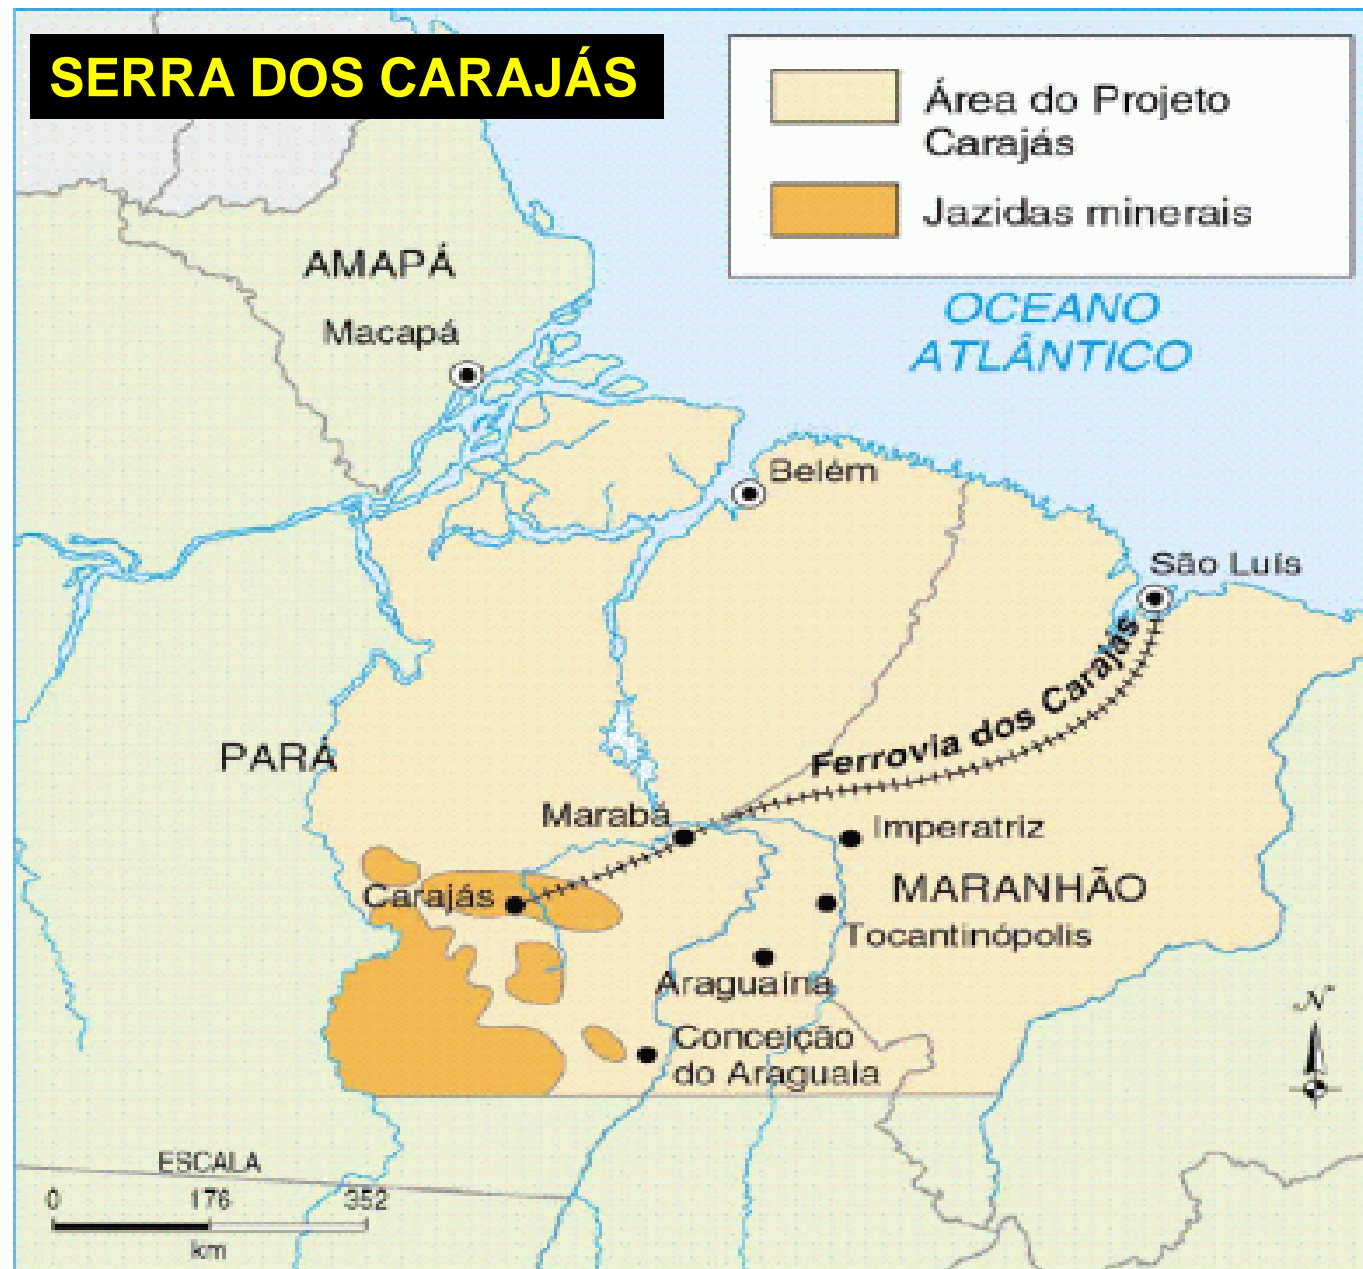 SERRA DOS CARAJÁS
Área do Projeto
Carajás
Jazidas minerais
AMAPÁ
Macapá
OCEANO
ATLÂNTICO
Belém
São Luís
Ferrovia dos Carajás
PARÁ
Marabá
Imperatriz
Carajás
MARANHÃO
Tocantinópolis
Araguaína
Conceição
do Araguaia
N
ESCALA
0 176 352
km